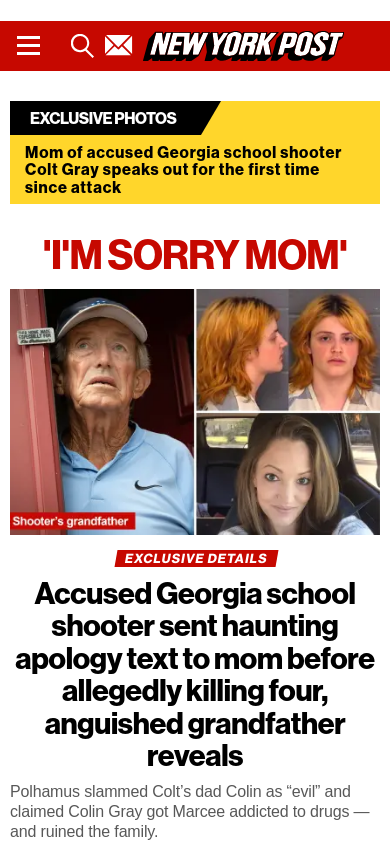 NEW YORK POST
EXCLUSIVE PHOTOS
Mom of accused Georgia school shooter
Colt Gray speaks out for the first time
since attack
'I'M SORRY MOM'
Shooter's grandfather
EXCLUSIVE DETAILS
Accused Georgia school
shooter sent haunting
apology text to mom before
allegedly killing four,
anguished grandfather
reveals
Polhamus slammed Colt’s dad Colin as “evil” and
claimed Colin Gray got Marcee addicted to drugs —
and ruined the family.